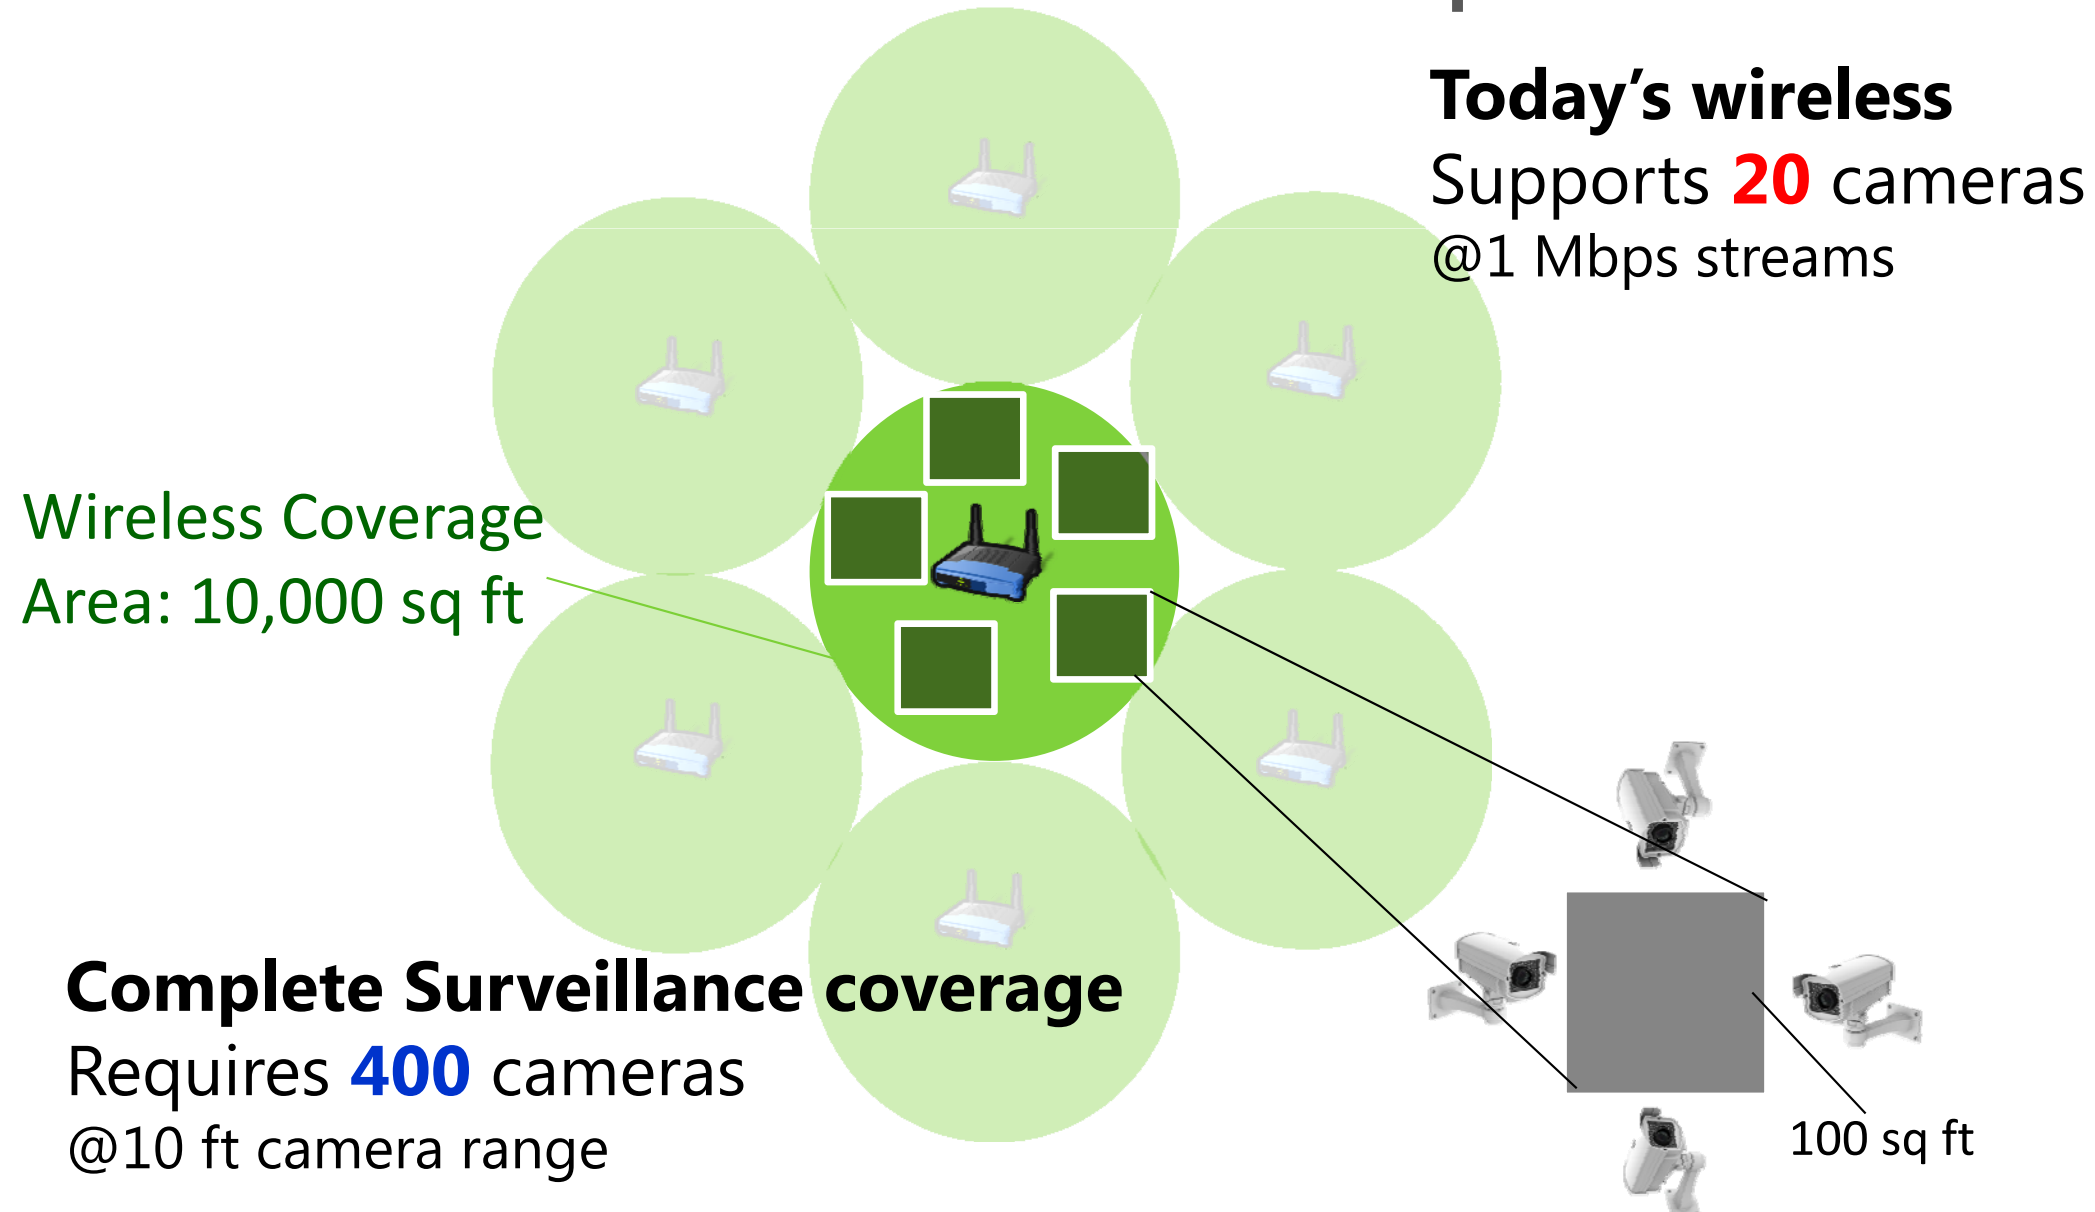 Today’s wireless
Supports 20 cameras
@1 Mbps streams
Wireless Coverage
Area: 10,000 sq ft
Complete Surveillance coverage
Requires 400 cameras
@10 ft camera range
100 sq ft